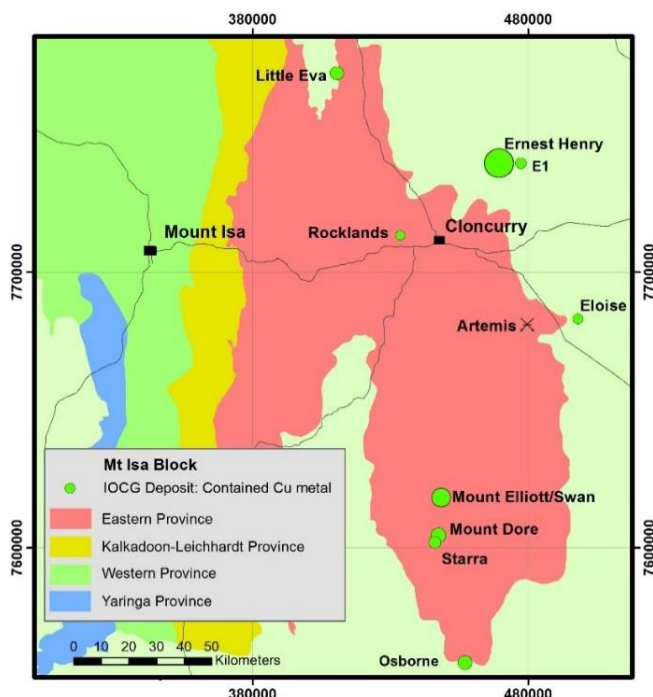 380000
480000
Little Eva
Ernest Henry
E1
Mount Isa
Rocklands
Cloncurry
7700000
7700000
Eloise
Artemis
Mt Isa Block
IOCG Deposit: Contained Cu metal
Eastern Province
Kalkadoon-Leichhardt Province
Western Province
Yaringa Province
Mount Elliott/Swan
Mount Dore
Starra
7600000
7600000
0 10 20 30 40 50
Kilometers
Osborne
380000
480000